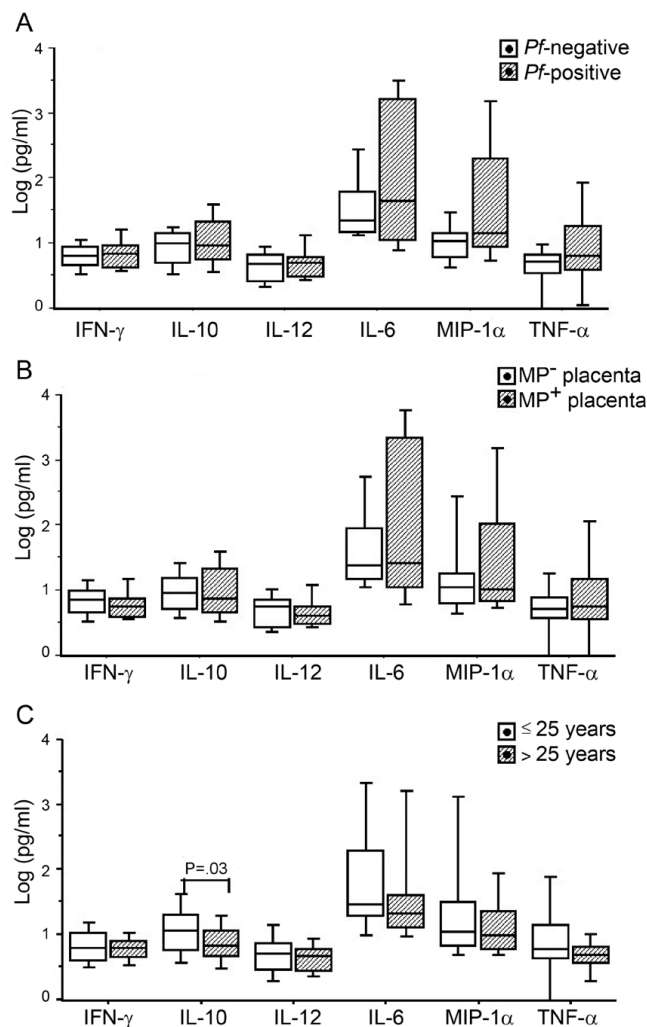 A
Pf-negative
Pf-positive
Log (pg/ml)
4
3
2
1
0
IFN-γ IL-10 IL-12 IL-6 MIP-1α TNF-α
B
MP⁻ placenta
MP⁺ placenta
Log (pg/ml)
4
3
2
1
0
IFN-γ IL-10 IL-12 IL-6 MIP-1α TNF-α
C
≤ 25 years
> 25 years
Log (pg/ml)
4
3
2
1
0
P=.03
IFN-γ IL-10 IL-12 IL-6 MIP-1α TNF-α